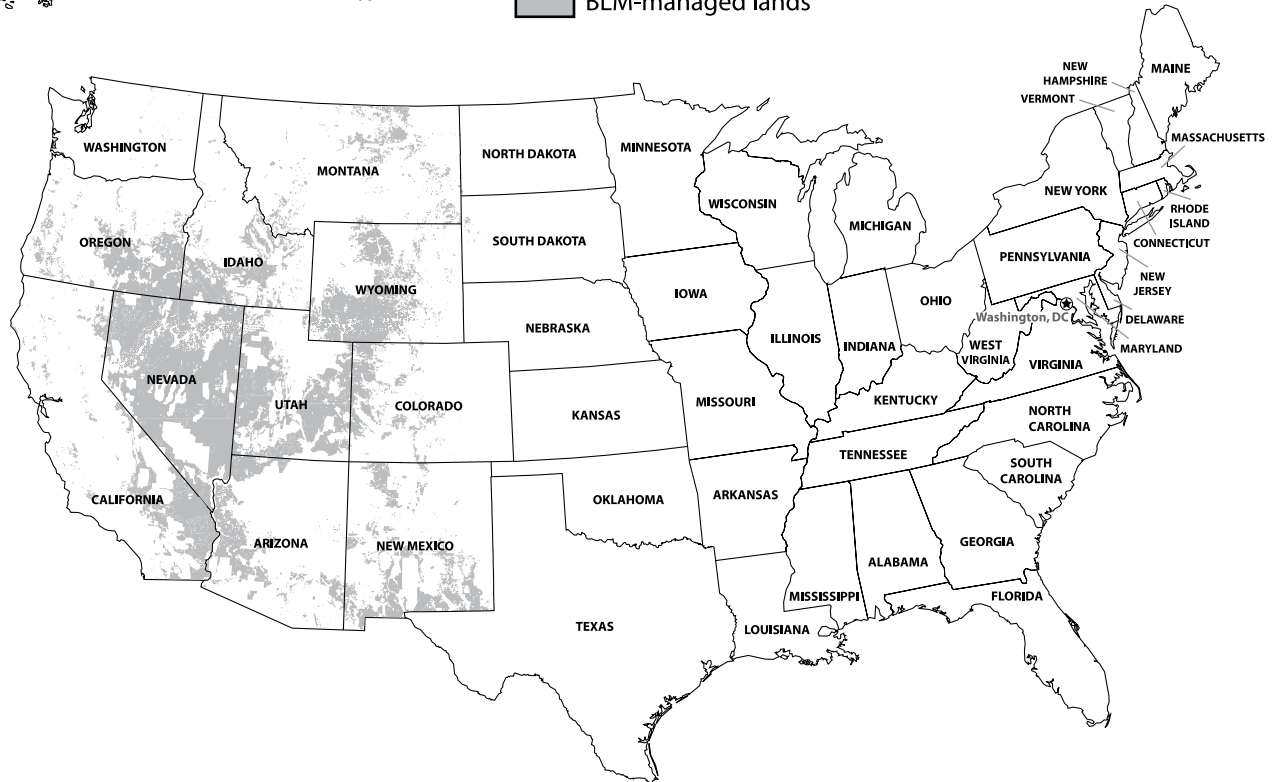 BLM-managed lands
MAINE
NEW
HAMPSHIRE
VERMONT
MASSACHUSETTS
WASHINGTON
MONTANA
NORTH DAKOTA
MINNESOTA
NEW YORK
RHODE
ISLAND
CONNECTICUT
WISCONSIN
MICHIGAN
OREGON
IDAHO
SOUTH DAKOTA
PENNSYLVANIA
NEW
JERSEY
WYOMING
IOWA
OHIO
Washington, DC
DELAWARE
MARYLAND
NEBRASKA
ILLINOIS
INDIANA
WEST
VIRGINIA
VIRGINIA
NEVADA
UTAH
COLORADO
KANSAS
MISSOURI
KENTUCKY
NORTH
CAROLINA
TENNESSEE
SOUTH
CAROLINA
CALIFORNIA
ARIZONA
NEW MEXICO
OKLAHOMA
ARKANSAS
GEORGIA
ALABAMA
MISSISSIPPI
FLORIDA
TEXAS
LOUISIANA